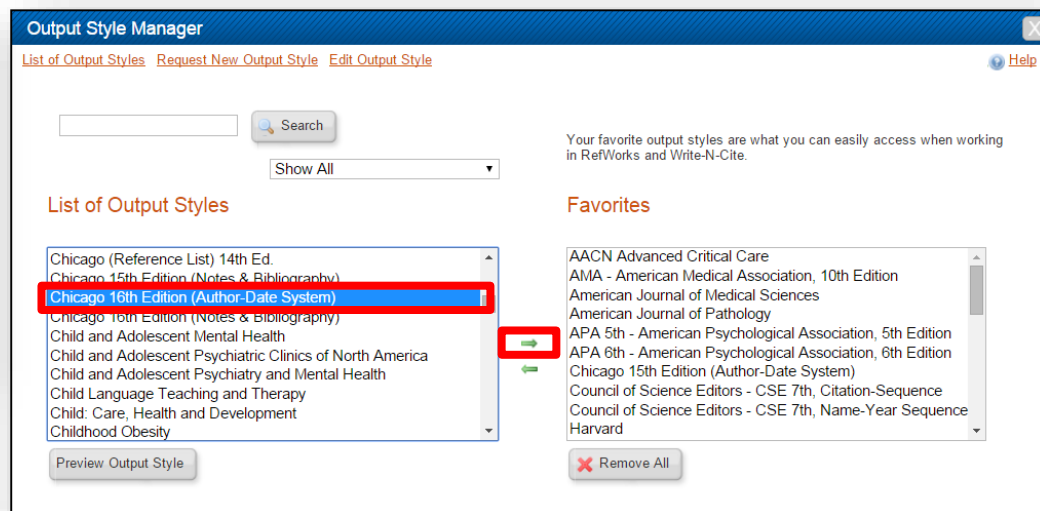 Output Style Manager
X
List of Output Styles Request New Output Style Edit Output Style
Help
Search
Your favorite output styles are what you can easily access when working
in RefWorks and Write-N-Cite.
Show All
List of Output Styles
Chicago (Reference List) 14th Ed.
Chicago 15th Edition (Notes & Bibliography)
Chicago 16th Edition (Author-Date System)
Chicago 16th Edition (Notes & Bibliography)
Child and Adolescent Mental Health
Child and Adolescent Psychiatric Clinics of North America
Child and Adolescent Psychiatry and Mental Health
Child Language Teaching and Therapy
Child: Care, Health and Development
Childhood Obesity
Preview Output Style
Favorites
AACN Advanced Critical Care
AMA - American Medical Association, 10th Edition
American Journal of Medical Sciences
American Journal of Pathology
APA 5th - American Psychological Association, 5th Edition
APA 6th - American Psychological Association, 6th Edition
Chicago 15th Edition (Author-Date System)
Council of Science Editors - CSE 7th, Citation-Sequence
Council of Science Editors - CSE 7th, Name-Year Sequence
Harvard
Remove All